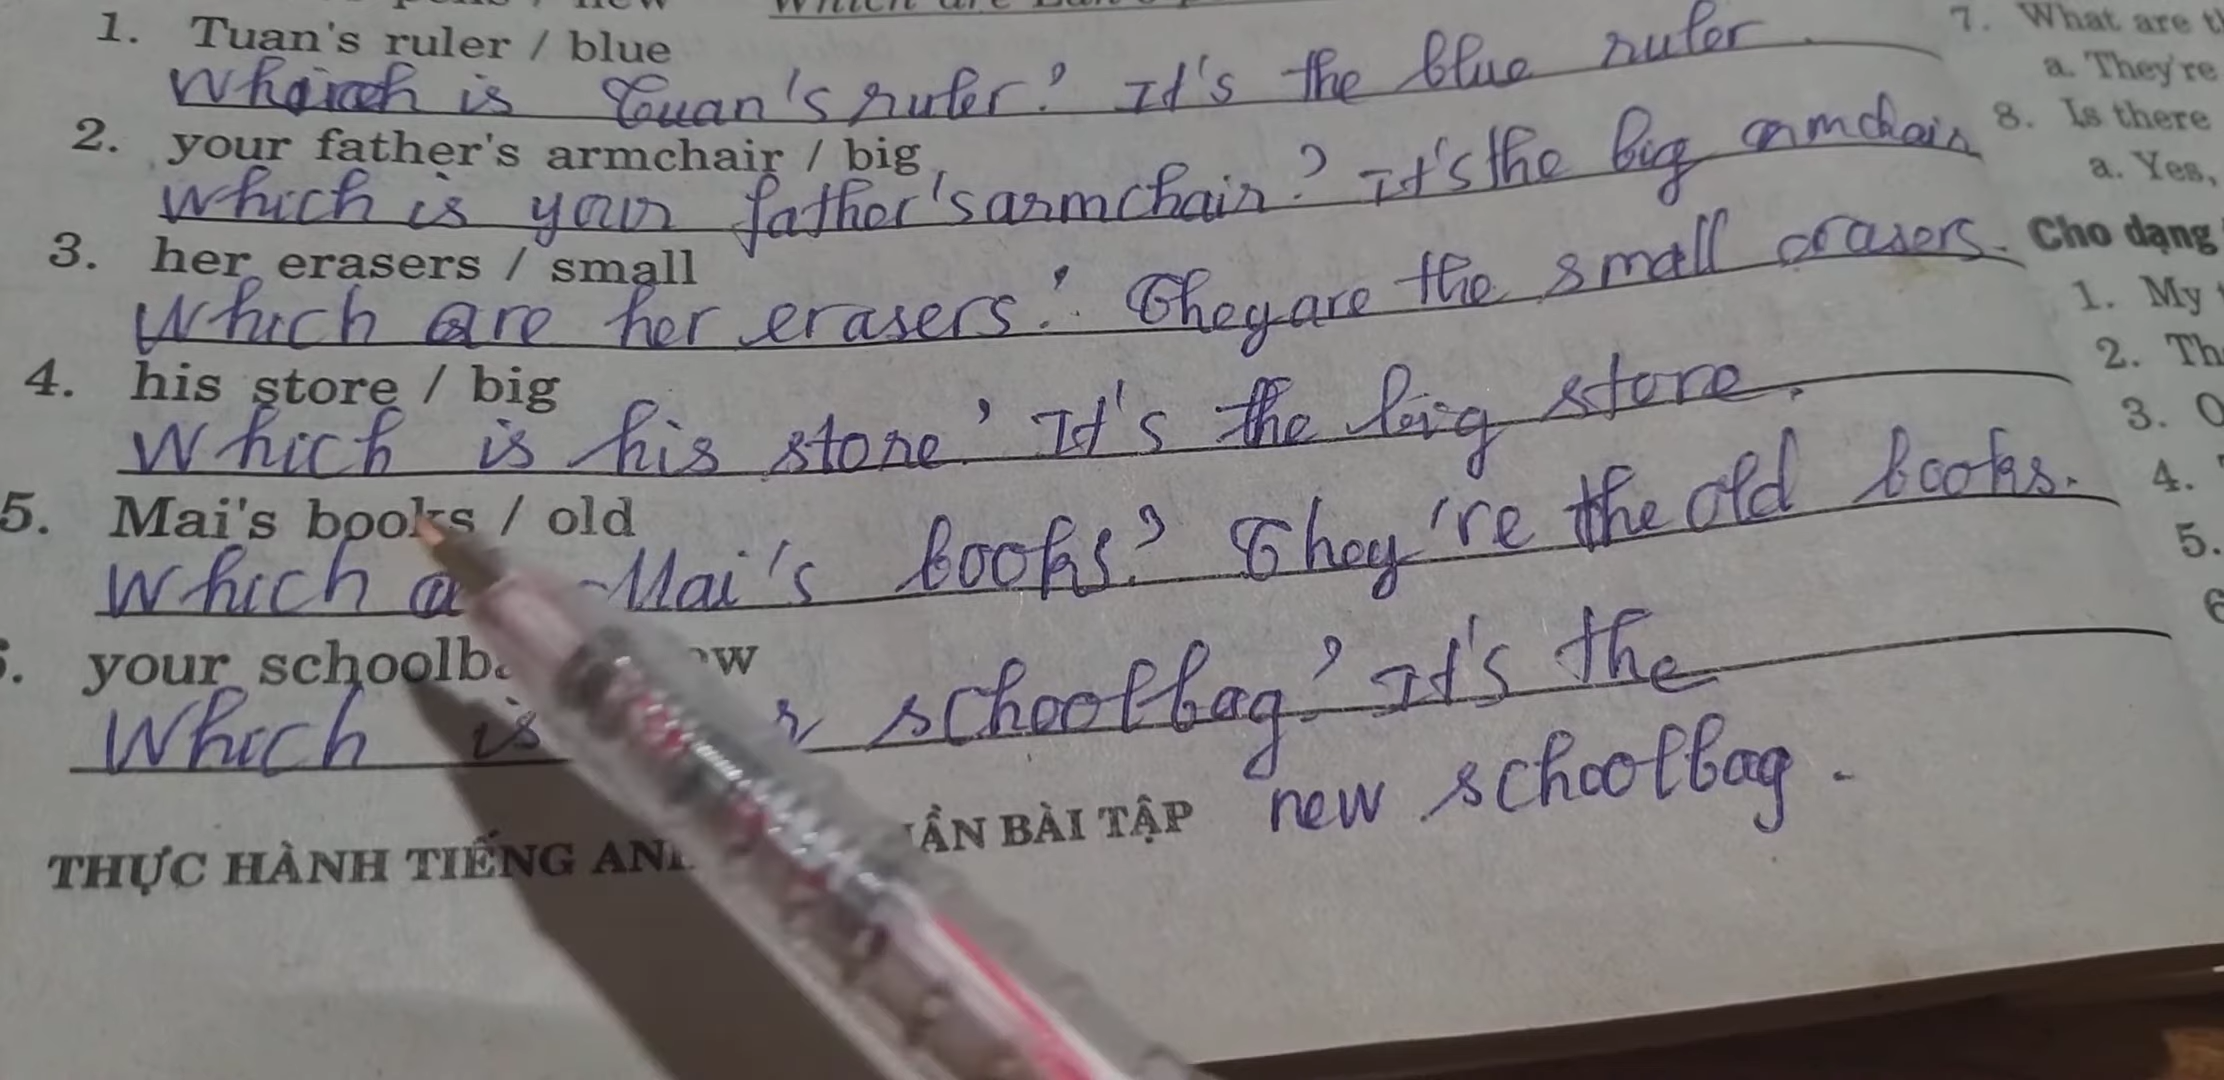 Which are Lan's
1. Tuan's ruler / blue
Which is Tuan's ruler? It's the blue ruler.
2. your father's armchair / big
Which is your father's armchair? It's the big armchair
3. her erasers / small
Which are her erasers? They are the small erasers.
4. his store / big
Which is his store? It's the big store.
5. Mai's books / old
Which a Mai's books? They're the old books.
your schoolb w
Which is r schoolbag? It's the
new schoolbag.
THỰC HÀNH TIẾNG AN ẦN BÀI TẬP
7. What are t
a. They're
8. Is there
a. Yes,
Cho dạng
1. My
2. Th
3. O
4.
5.
6